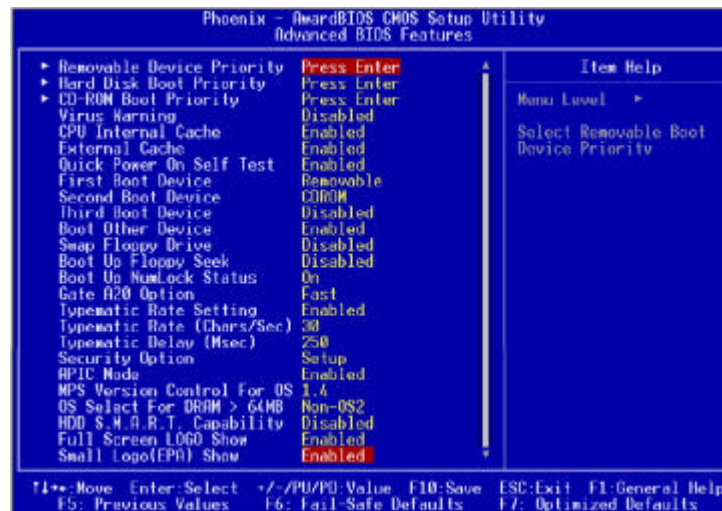 Phoenix - AwardBIOS CMOS Setup Utility
Advanced BIOS Features
► Removable Device Priority Press Enter
► Hard Disk Boot Priority Press Enter
► CD-ROM Boot Priority Press Enter
Virus Warning Disabled
CPU Internal Cache Enabled
External Cache Enabled
Quick Power On Self Test Enabled
First Boot Device Removable
Second Boot Device CDROM
Third Boot Device Disabled
Boot Other Device Enabled
Swap Floppy Drive Disabled
Boot Up Floppy Seek Disabled
Boot Up NumLock Status On
Gate A20 Option Fast
Typematic Rate Setting Enabled
Typematic Rate (Chars/Sec) 30
Typematic Delay (Msec) 250
Security Option Setup
APIC Mode Enabled
MPS Version Control For OS 1.4
OS Select For DRAM > 64MB Non-OS2
HDD S.M.A.R.T. Capability Disabled
Full Screen LOGO Show Enabled
Small Logo(EPA) Show Enabled
Item Help
Menu Level ►
Select Removable Boot
Device Priority
↑↓→←:Move Enter:Select +/-/PU/PD:Value F10:Save ESC:Exit F1:General Help
F5: Previous Values F6: Fail-Safe Defaults F7: Optimized Defaults